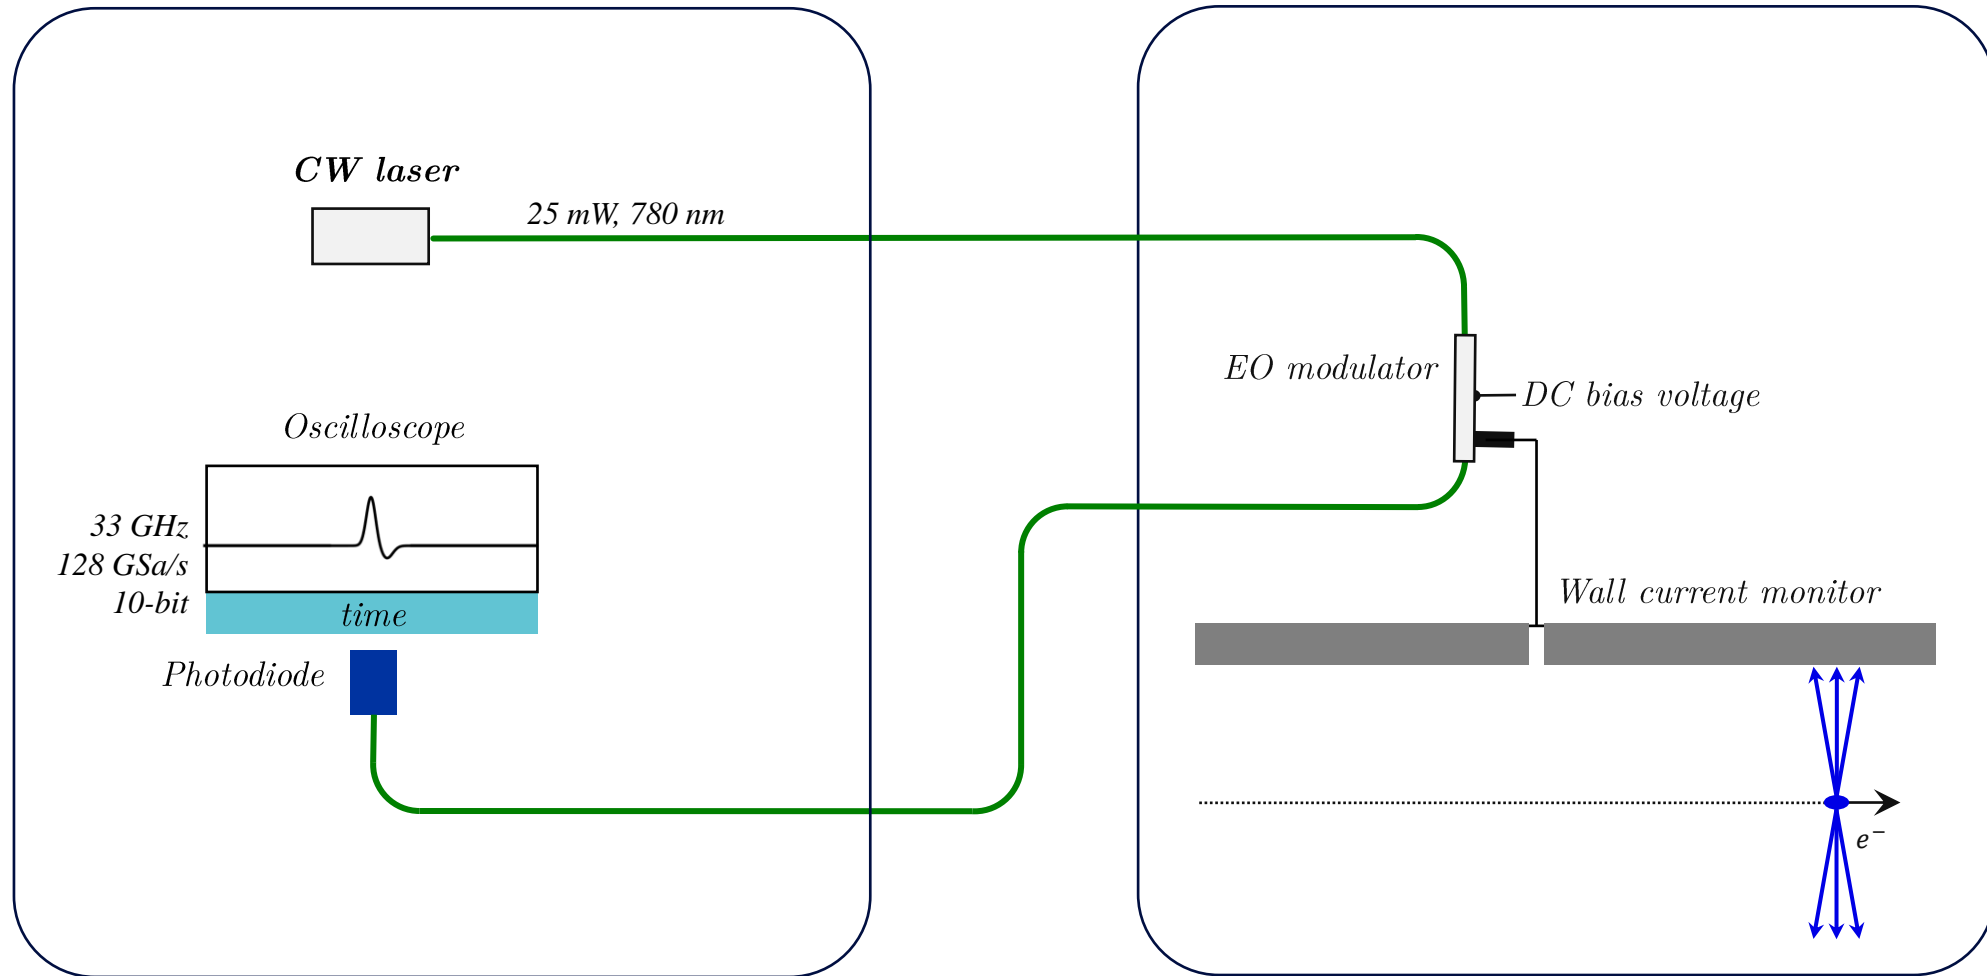 CW laser
25 mW, 780 nm
EO modulator
DC bias voltage
Oscilloscope
33 GHz
128 GSa/s
10-bit
time
Photodiode
Wall current monitor
e⁻